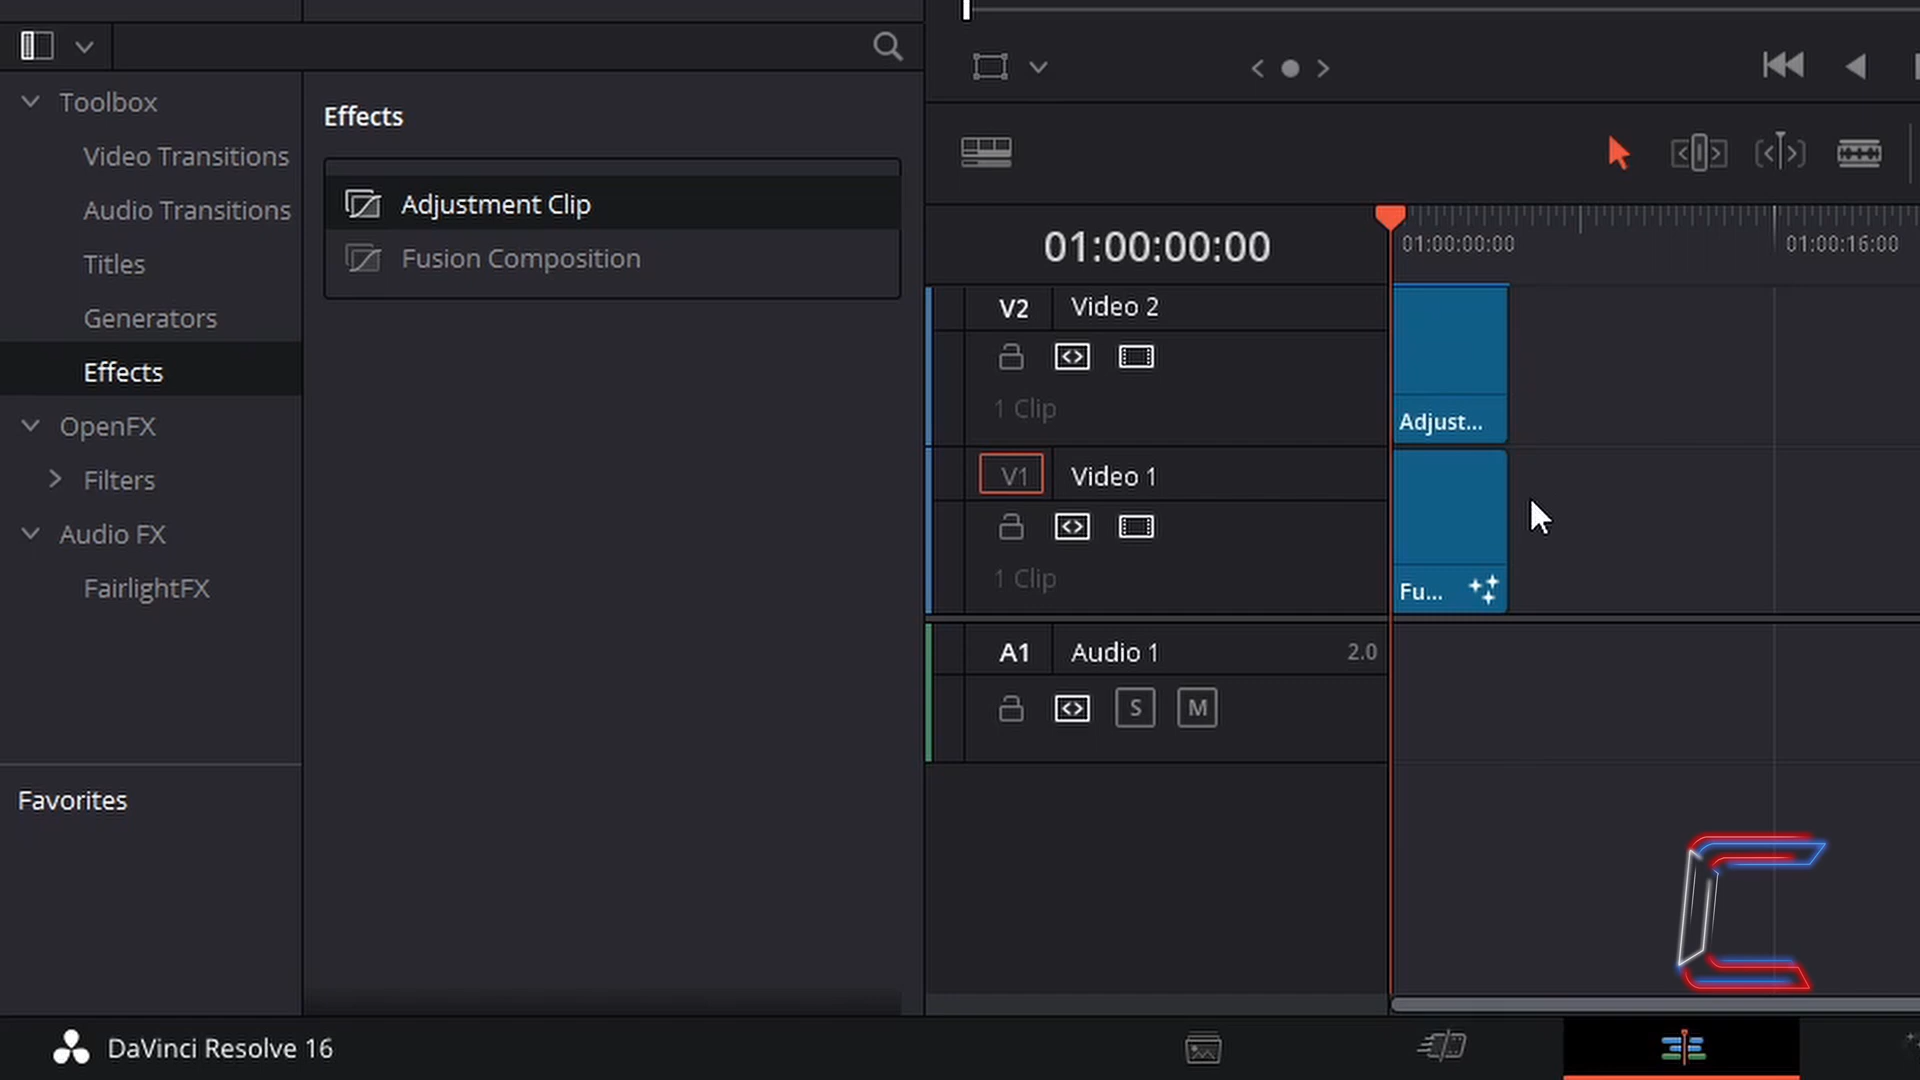 Toolbox
Video Transitions
Audio Transitions
Titles
Generators
Effects
OpenFX
Filters
Audio FX
FairlightFX
Favorites
Effects
Adjustment Clip
Fusion Composition
01:00:00:00
01:00:00:00
01:00:16:00
V2 Video 2
1 Clip
Adjust...
V1 Video 1
1 Clip
Fu...
A1 Audio 1 2.0
S M
DaVinci Resolve 16